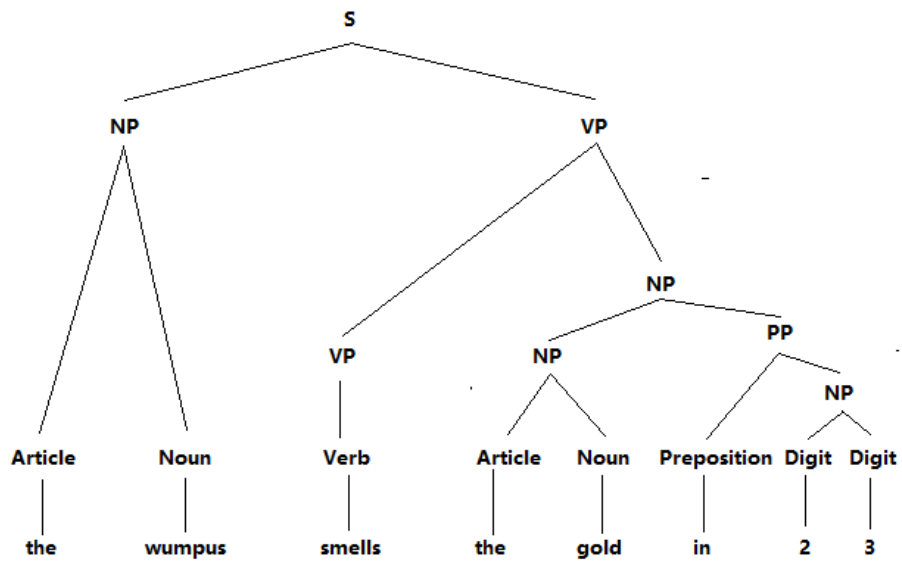 S
NP VP
NP
PP
VP NP
NP
Article Noun Verb Article Noun Preposition Digit Digit
the wumpus smells the gold in 2 3